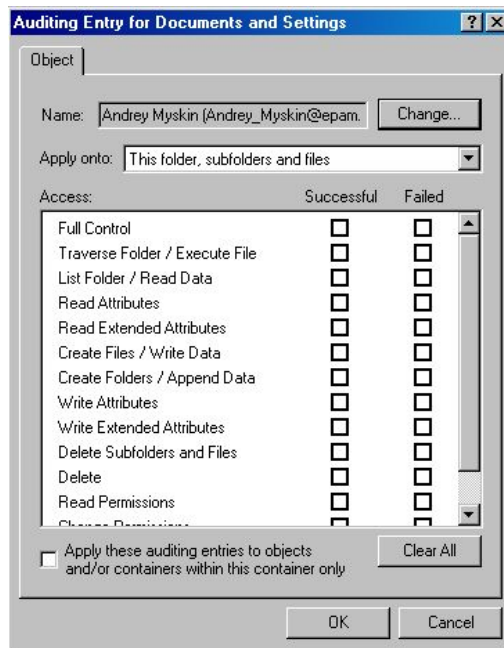 Auditing Entry for Documents and Settings
Object
Name: Andrey Myskin (Andrey_Myskin@epam. Change...
Apply onto: This folder, subfolders and files
Access: Successful Failed
Full Control
Traverse Folder / Execute File
List Folder / Read Data
Read Attributes
Read Extended Attributes
Create Files / Write Data
Create Folders / Append Data
Write Attributes
Write Extended Attributes
Delete Subfolders and Files
Delete
Read Permissions
Change Permissions
Apply these auditing entries to objects
and/or containers within this container only
Clear All
OK Cancel